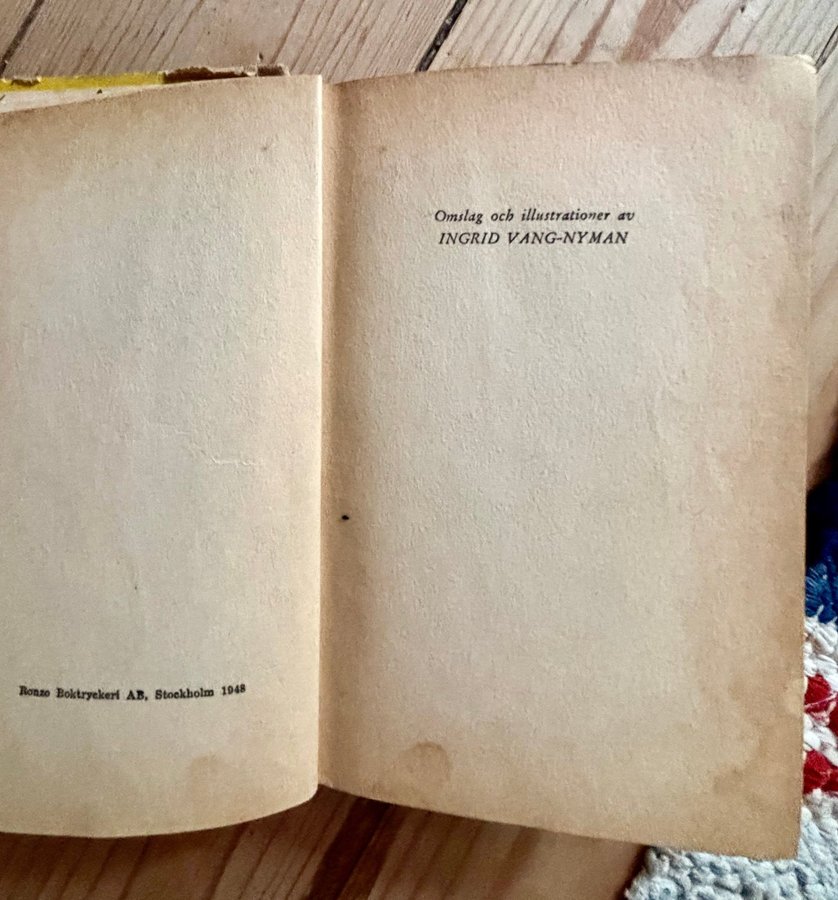 Ronzo Boktryckeri AB, Stockholm 1948
Omslag och illustrationer av
INGRID VANG-NYMAN